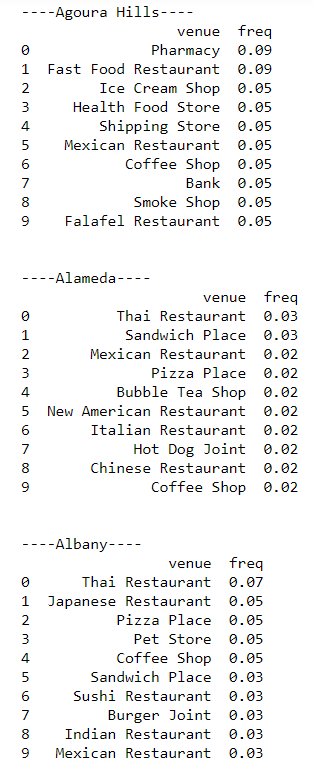 ----Agoura Hills----
                  venue  freq
0              Pharmacy  0.09
1  Fast Food Restaurant  0.09
2        Ice Cream Shop  0.05
3     Health Food Store  0.05
4        Shipping Store  0.05
5    Mexican Restaurant  0.05
6           Coffee Shop  0.05
7                  Bank  0.05
8            Smoke Shop  0.05
9    Falafel Restaurant  0.05
----Alameda----
                     venue  freq
0          Thai Restaurant  0.03
1           Sandwich Place  0.03
2       Mexican Restaurant  0.02
3              Pizza Place  0.02
4          Bubble Tea Shop  0.02
5  New American Restaurant  0.02
6       Italian Restaurant  0.02
7            Hot Dog Joint  0.02
8       Chinese Restaurant  0.02
9              Coffee Shop  0.02
----Albany----
                 venue  freq
0      Thai Restaurant  0.07
1  Japanese Restaurant  0.05
2          Pizza Place  0.05
3            Pet Store  0.05
4          Coffee Shop  0.05
5       Sandwich Place  0.03
6     Sushi Restaurant  0.03
7         Burger Joint  0.03
8    Indian Restaurant  0.03
9   Mexican Restaurant  0.03